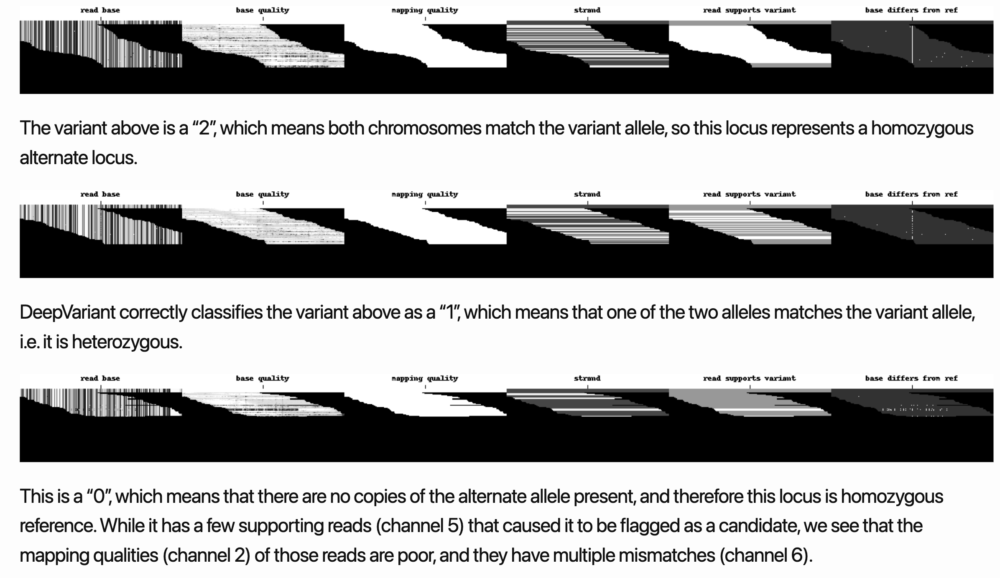 read base base quality mapping quality strand read supports variant base differs from ref
The variant above is a “2”, which means both chromosomes match the variant allele, so this locus represents a homozygous
alternate locus.
read base base quality mapping quality strand read supports variant base differs from ref
DeepVariant correctly classifies the variant above as a “1”, which means that one of the two alleles matches the variant allele,
i.e. it is heterozygous.
read base base quality mapping quality strand read supports variant base differs from ref
This is a “0”, which means that there are no copies of the alternate allele present, and therefore this locus is homozygous
reference. While it has a few supporting reads (channel 5) that caused it to be flagged as a candidate, we see that the
mapping qualities (channel 2) of those reads are poor, and they have multiple mismatches (channel 6).